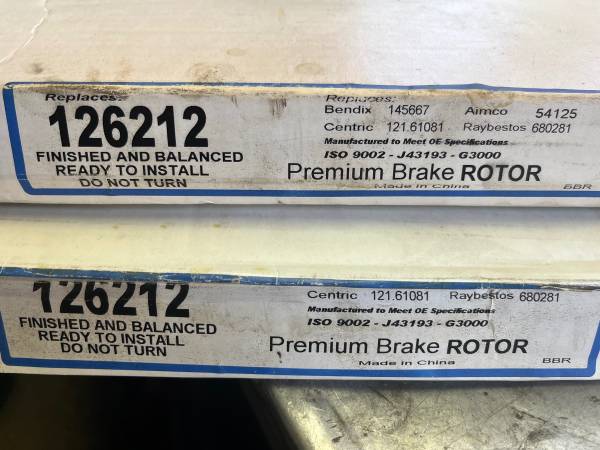 Replaces:
126212
FINISHED AND BALANCED
READY TO INSTALL
DO NOT TURN
Replaces:
Bendix 145667 Aimco 54125
Centric 121.61081 Raybestos 680281
Manufactured to Meet OE Specifications
ISO 9002 - J43193 - G3000
Premium Brake ROTOR
Made in China
BBR
126212
FINISHED AND BALANCED
READY TO INSTALL
DO NOT TURN
Centric 121.61081 Raybestos 680281
Manufactured to Meet OE Specifications
ISO 9002 - J43193 - G3000
Premium Brake ROTOR
Made in China
BBR